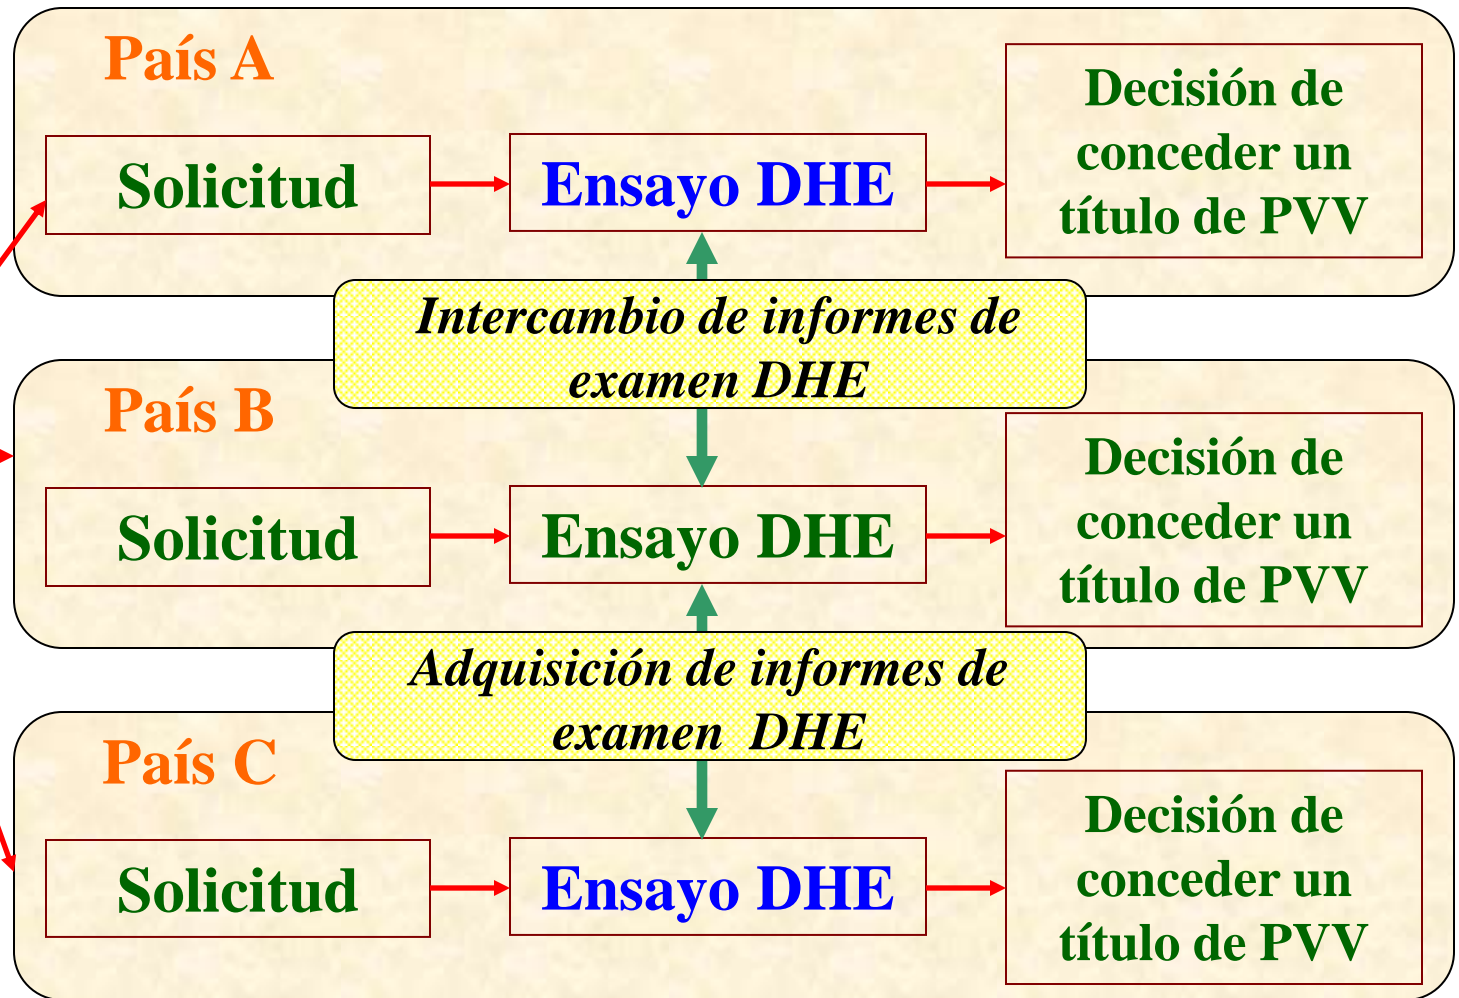 País A
Solicitud
Ensayo DHE
Decisión de
conceder un
título de PVV
Intercambio de informes de
examen DHE
País B
Solicitud
Ensayo DHE
Decisión de
conceder un
título de PVV
Adquisición de informes de
examen DHE
País C
Solicitud
Ensayo DHE
Decisión de
conceder un
título de PVV